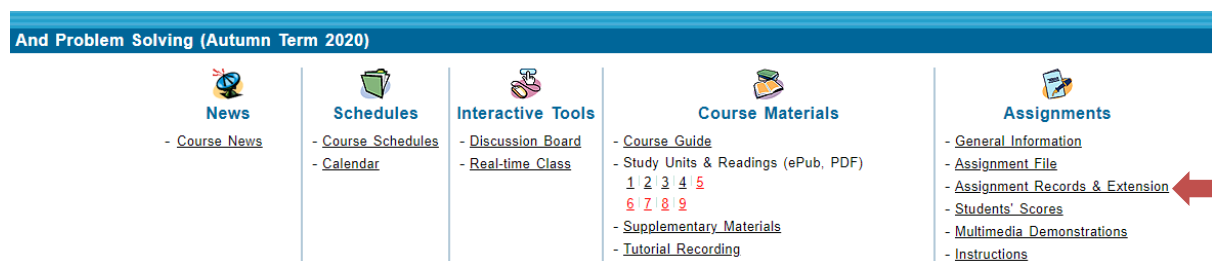 And Problem Solving (Autumn Term 2020)
News
- Course News
Schedules
- Course Schedules
- Calendar
Interactive Tools
- Discussion Board
- Real-time Class
Course Materials
- Course Guide
- Study Units & Readings (ePub, PDF)
1 | 2 | 3 | 4 | 5
6 | 7 | 8 | 9
- Supplementary Materials
- Tutorial Recording
Assignments
- General Information
- Assignment File
- Assignment Records & Extension
- Students' Scores
- Multimedia Demonstrations
- Instructions